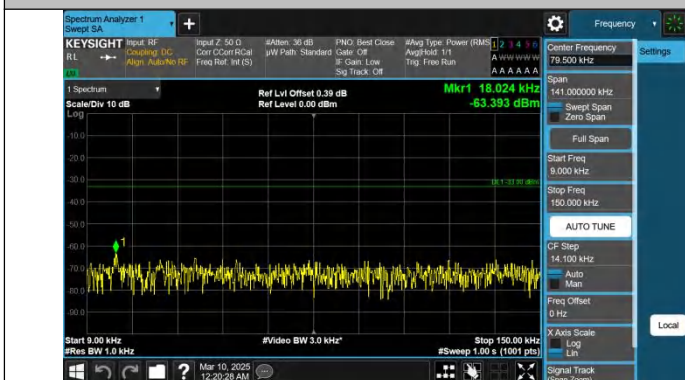 Spectrum Analyzer 1
Swept SA
+
Frequency
KEYSIGHT
Input: RF
Input Z: 50 Ω
#Atten: 36 dB
PNO: Best Close
#Avg Type: Power (RMS)
1 2 3 4 5 6
RL
Coupling: DC
Corr CCorr RCal
µW Path: Standard
Gate: Off
Avg|Hold: 1/1
A W W W W W
Align: Auto/No RF
Freq Ref: Int (S)
IF Gain: Low
Trig: Free Run
Sig Track: Off
A A A A A A
1 Spectrum
Ref Lvl Offset 0.39 dB
Mkr1 18.024 kHz
Scale/Div 10 dB
Ref Level 0.00 dBm
-63.393 dBm
Log
-10.0
-20.0
-30.0
-40.0
-50.0
-60.0
-70.0
-80.0
-90.0
1
Start 9.00 kHz
#Video BW 3.0 kHz*
Stop 150.00 kHz
#Res BW 1.0 kHz
#Sweep 1.00 s (1001 pts)
Mar 10, 2025
12:20:28 AM
Center Frequency
79.500 kHz
Settings
Span
141.000000 kHz
Swept Span
Zero Span
Full Span
Start Freq
9.000 kHz
Stop Freq
150.000 kHz
AUTO TUNE
CF Step
14.100 kHz
Auto
Man
Freq Offset
0 Hz
X Axis Scale
Log
Lin
Local
Signal Track
(Span Zoom)